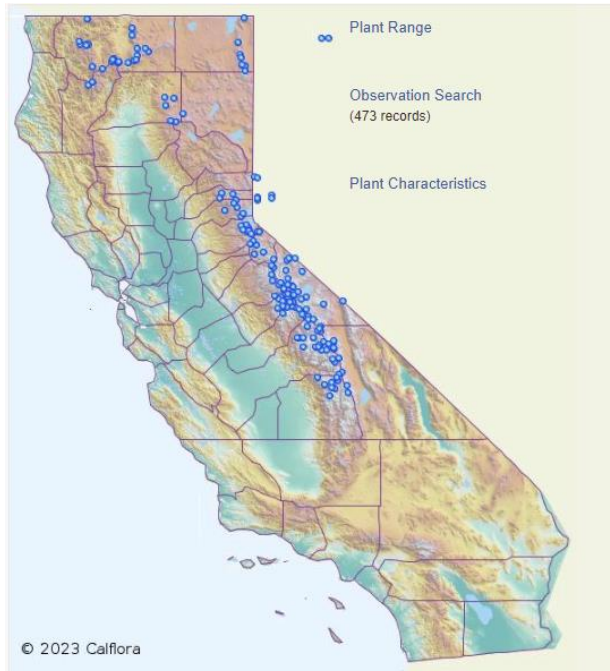 Plant Range
Observation Search
(473 records)
Plant Characteristics
© 2023 Calflora